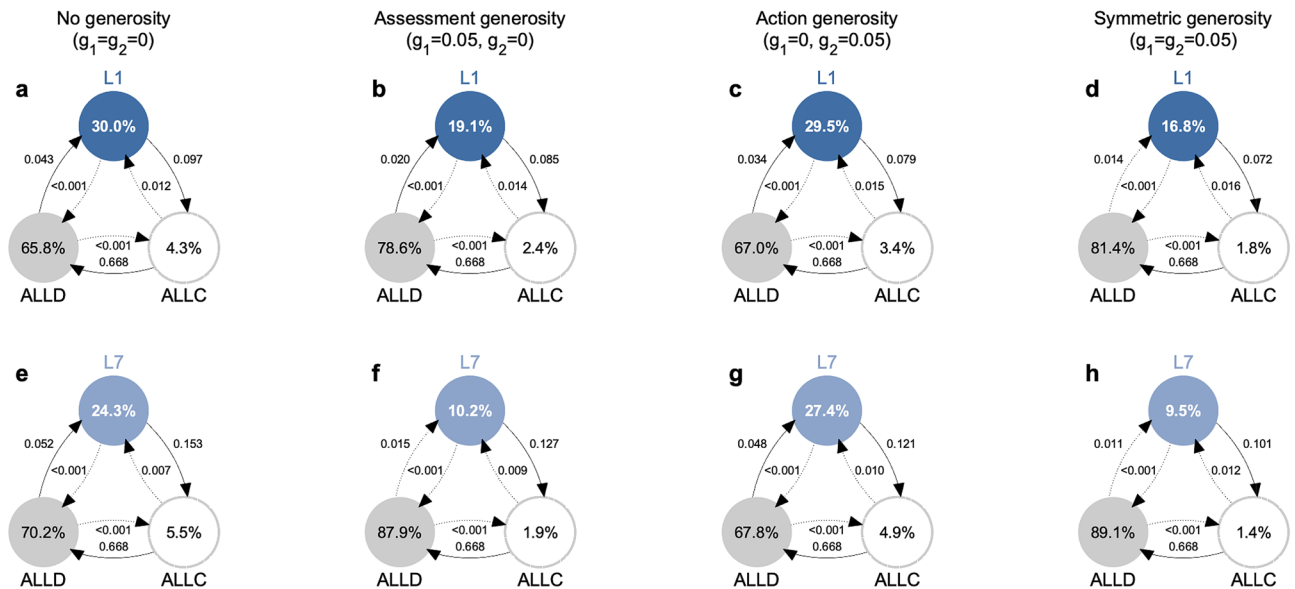 No generosity
(g1=g2=0)
Assessment generosity
(g1=0.05, g2=0)
Action generosity
(g1=0, g2=0.05)
Symmetric generosity
(g1=g2=0.05)
a
L1
30.0%
0.043
0.097
<0.001
0.012
65.8%
<0.001
0.668
4.3%
ALLD
ALLC
b
L1
19.1%
0.020
0.085
<0.001
0.014
78.6%
<0.001
0.668
2.4%
ALLD
ALLC
c
L1
29.5%
0.034
0.079
<0.001
0.015
67.0%
<0.001
0.668
3.4%
ALLD
ALLC
d
L1
16.8%
0.014
0.072
<0.001
0.016
81.4%
<0.001
0.668
1.8%
ALLD
ALLC
e
L7
24.3%
0.052
0.153
<0.001
0.007
70.2%
<0.001
0.668
5.5%
ALLD
ALLC
f
L7
10.2%
0.015
0.127
<0.001
0.009
87.9%
<0.001
0.668
1.9%
ALLD
ALLC
g
L7
27.4%
0.048
0.121
<0.001
0.010
67.8%
<0.001
0.668
4.9%
ALLD
ALLC
h
L7
9.5%
0.011
0.101
<0.001
0.012
89.1%
<0.001
0.668
1.4%
ALLD
ALLC